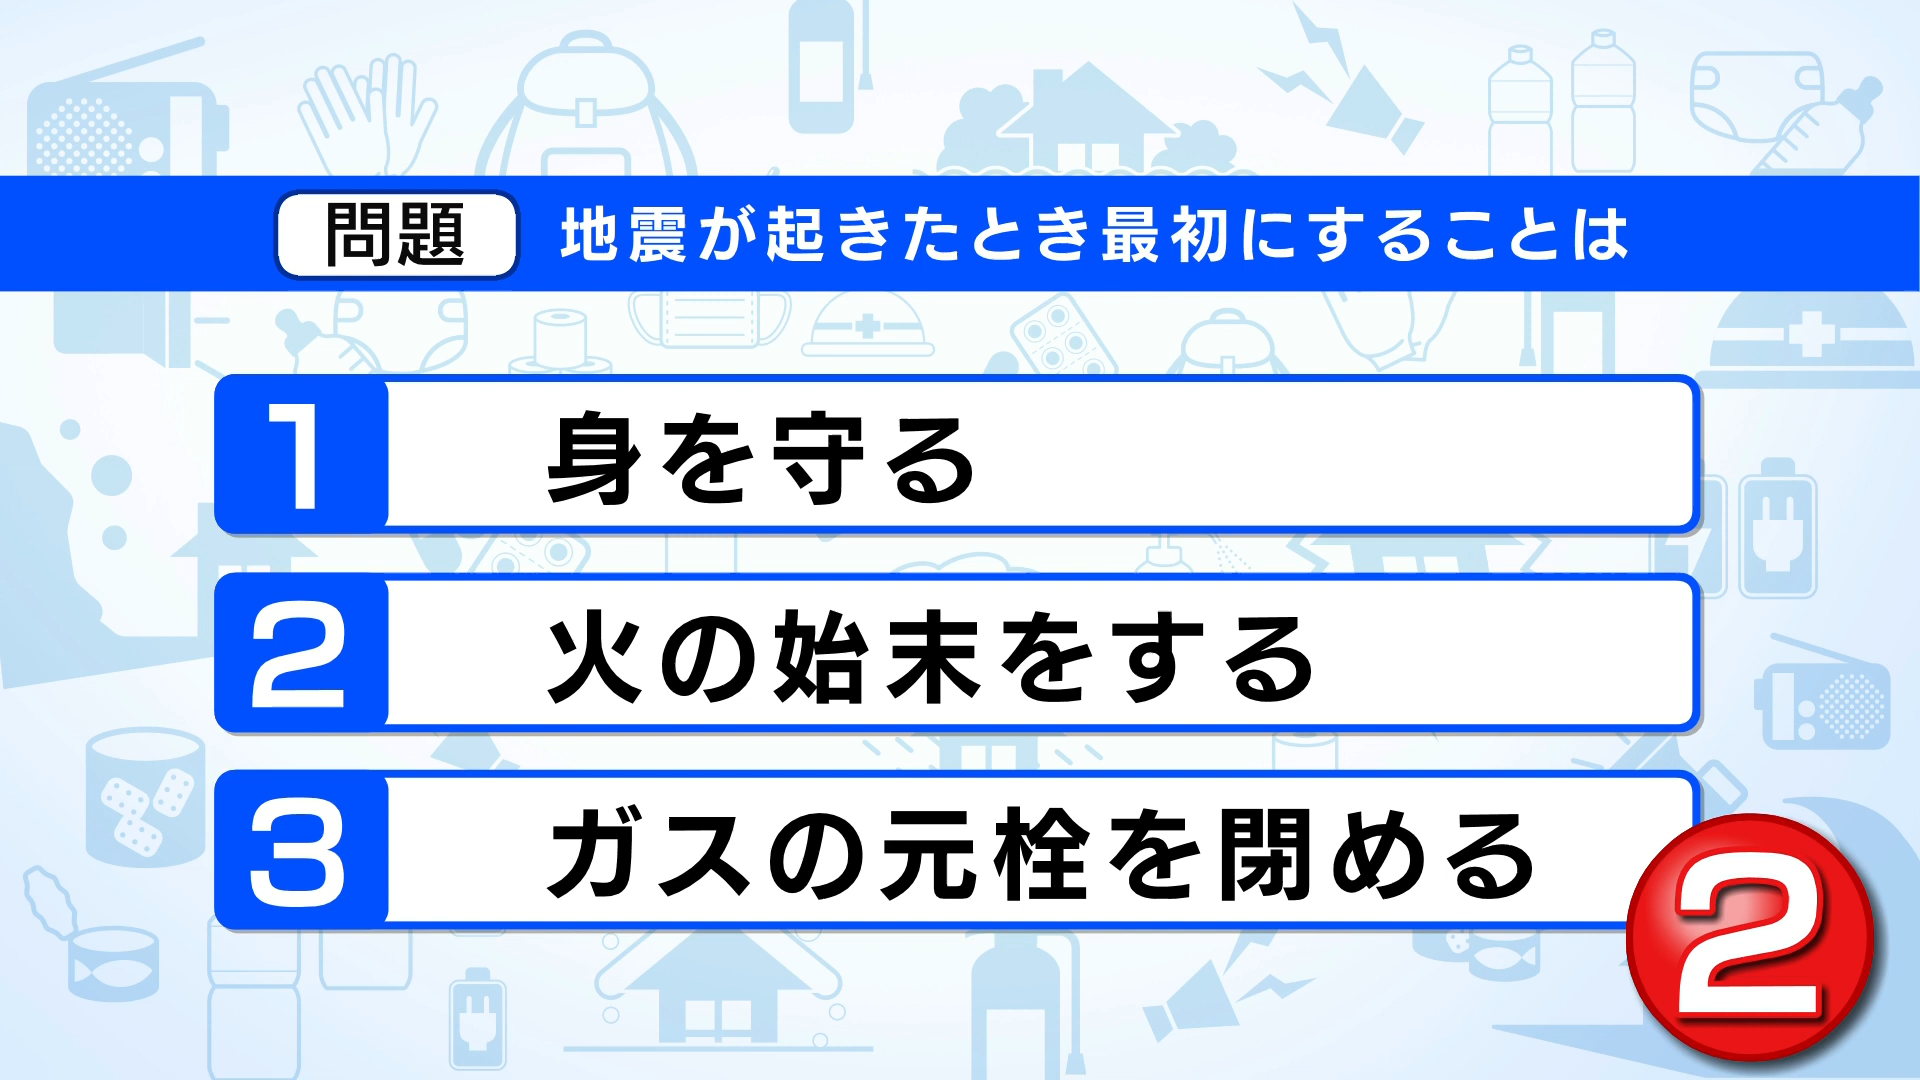 問題 地震が起きたとき最初にすることは
1 身を守る
2 火の始末をする
3 ガスの元栓を閉める
2